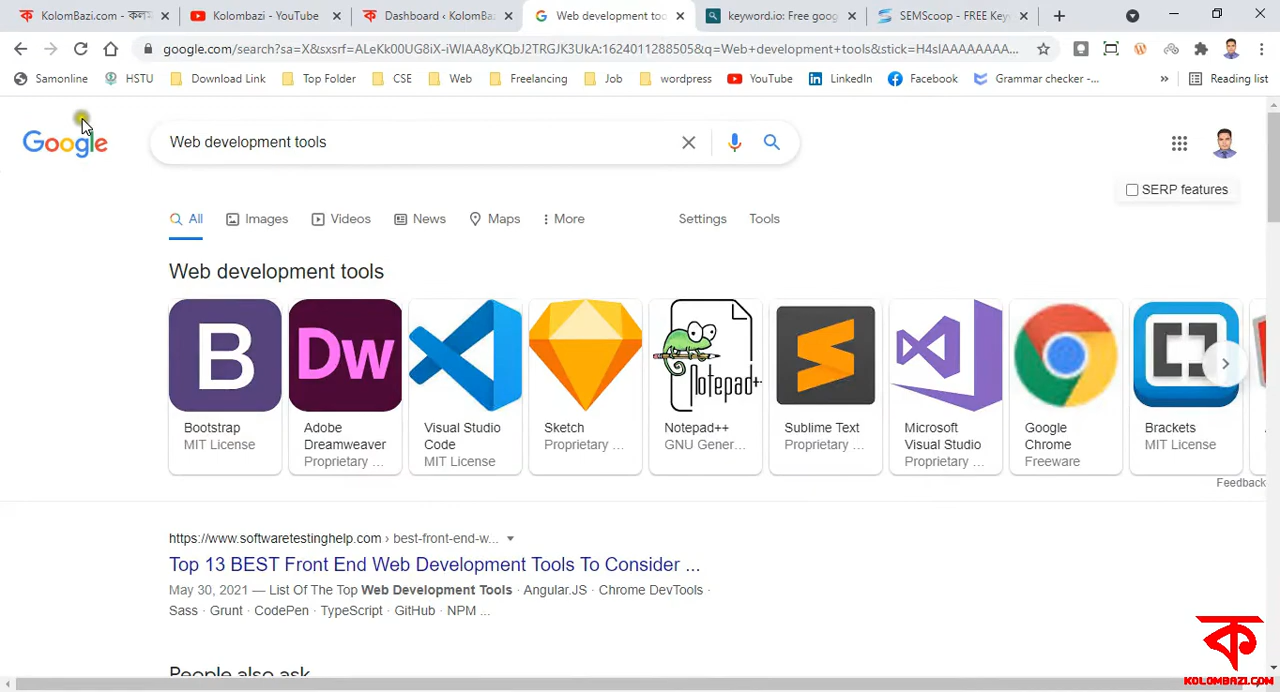 KolomBazi.com - কলম
Kolombazi - YouTube
Dashboard ‹ KolomBaz
Web development too
keyword.io: Free goog
SEMScoop - FREE Key
google.com/search?sa=X&sxsrf=ALeKk00UG8iX-iWIAA8yKQbJ2TRGJK3UkA:1624011288505&q=Web+development+tools&stick=H4sIAAAAAAAA...
Samonline
HSTU
Download Link
Top Folder
CSE
Web
Freelancing
Job
wordpress
YouTube
LinkedIn
Facebook
Grammar checker -...
»
Reading list
Google
Web development tools
SERP features
All
Images
Videos
News
Maps
More
Settings
Tools
Web development tools
B
Bootstrap
MIT License
Dw
Adobe
Dreamweaver
Proprietary ...
Visual Studio
Code
MIT License
Sketch
Proprietary ...
Notepad+
Notepad++
GNU Gener...
Sublime Text
Proprietary ...
Microsoft
Visual Studio
Proprietary ...
Google
Chrome
Freeware
Brackets
MIT License
Feedback
https://www.softwaretestinghelp.com › best-front-end-w...
Top 13 BEST Front End Web Development Tools To Consider ...
May 30, 2021 — List Of The Top Web Development Tools · Angular.JS · Chrome DevTools ·
Sass · Grunt · CodePen · TypeScript · GitHub · NPM ...
People also ask
ক
KOLOMBAZI.COM